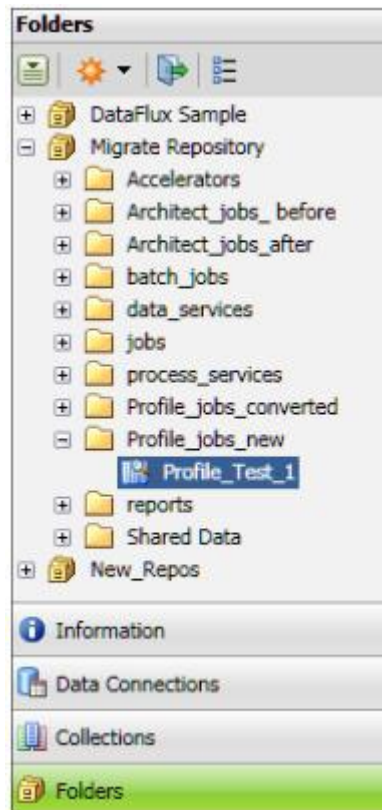 Folders
DataFlux Sample
Migrate Repository
Accelerators
Architect_jobs_ before
Architect_jobs_after
batch_jobs
data_services
jobs
process_services
Profile_jobs_converted
Profile_jobs_new
Profile_Test_1
reports
Shared Data
New_Repos
Information
Data Connections
Collections
Folders